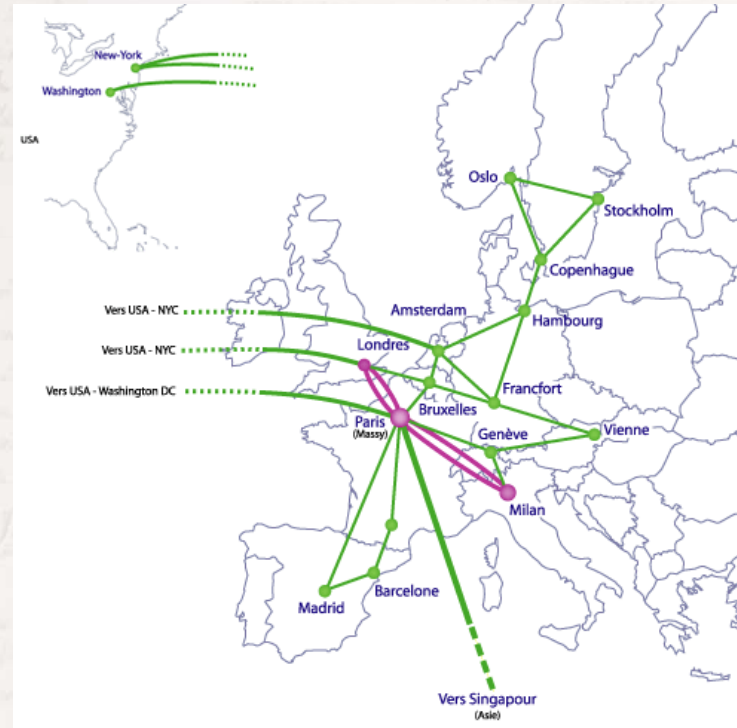 New-York
Washington
USA
Oslo
Stockholm
Copenhague
Vers USA - NYC
Amsterdam
Hambourg
Londres
Vers USA - NYC
Vers USA - Washington DC
Francfort
Bruxelles
Paris
(Massy)
Genève
Vienne
Milan
Madrid
Barcelone
Vers Singapour
(Asie)